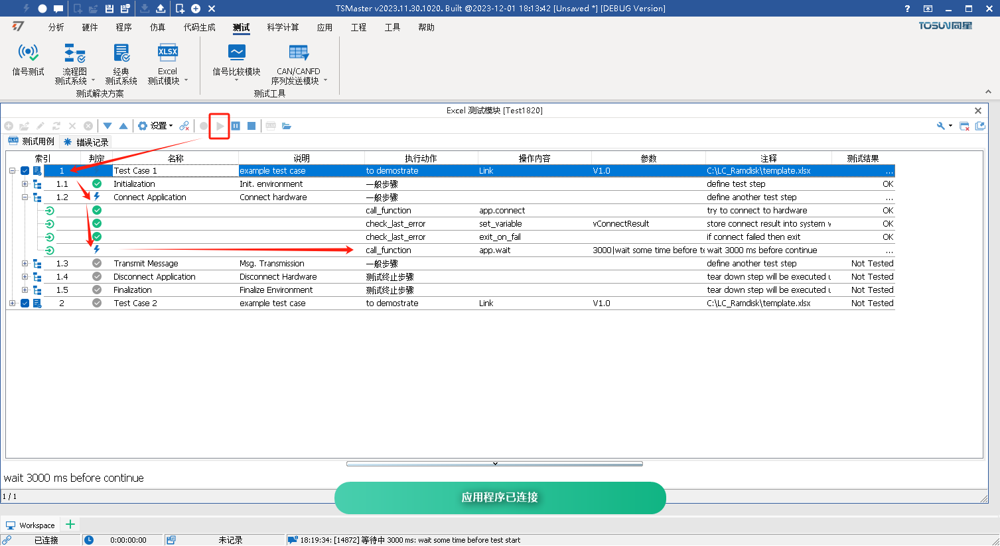 TSMaster v2023.11.30.1020. Built @2023-12-01 18:13:42 [Unsaved *] [DEBUG Version]
分析 硬件 程序 仿真 代码生成 测试 科学计算 应用 工程 工具 帮助
TOSUN同星
信号测试
流程图
测试系统
经典
测试系统
XLSX
Excel
测试模块
信号比较模块
CAN/CANFD
序列发送模块
测试解决方案
测试工具
Excel 测试模块 [Test1820]
设置
测试用例 错误记录
索引 判定 名称 说明 执行动作 操作内容 参数 注释 测试结果
1 Test Case 1 example test case to demostrate Link V1.0 C:\LC_Ramdisk\template.xlsx ...
1.1 Initialization Init. environment 一般步骤 define test step OK
1.2 Connect Application Connect hardware 一般步骤 define another test step ...
call_function app.connect try to connect to hardware OK
check_last_error set_variable vConnectResult store connect result into system v OK
check_last_error exit_on_fail if connect failed then exit OK
call_function app.wait 3000|wait some time before te wait 3000 ms before continue ...
1.3 Transmit Message Msg. Transmission 一般步骤 define another test step Not Tested
1.4 Disconnect Application Disconnect Hardware 测试终止步骤 tear down step will be executed u Not Tested
1.5 Finalization Finalize Environment 测试终止步骤 tear down step will be executed u Not Tested
2 Test Case 2 example test case to demostrate Link V1.0 C:\LC_Ramdisk\template.xlsx Not Tested
wait 3000 ms before continue
1 / 1
应用程序已连接
Workspace
已连接 0:00:00:00 未记录 18:19:34: [14872] 等待中 3000 ms: wait some time before test start